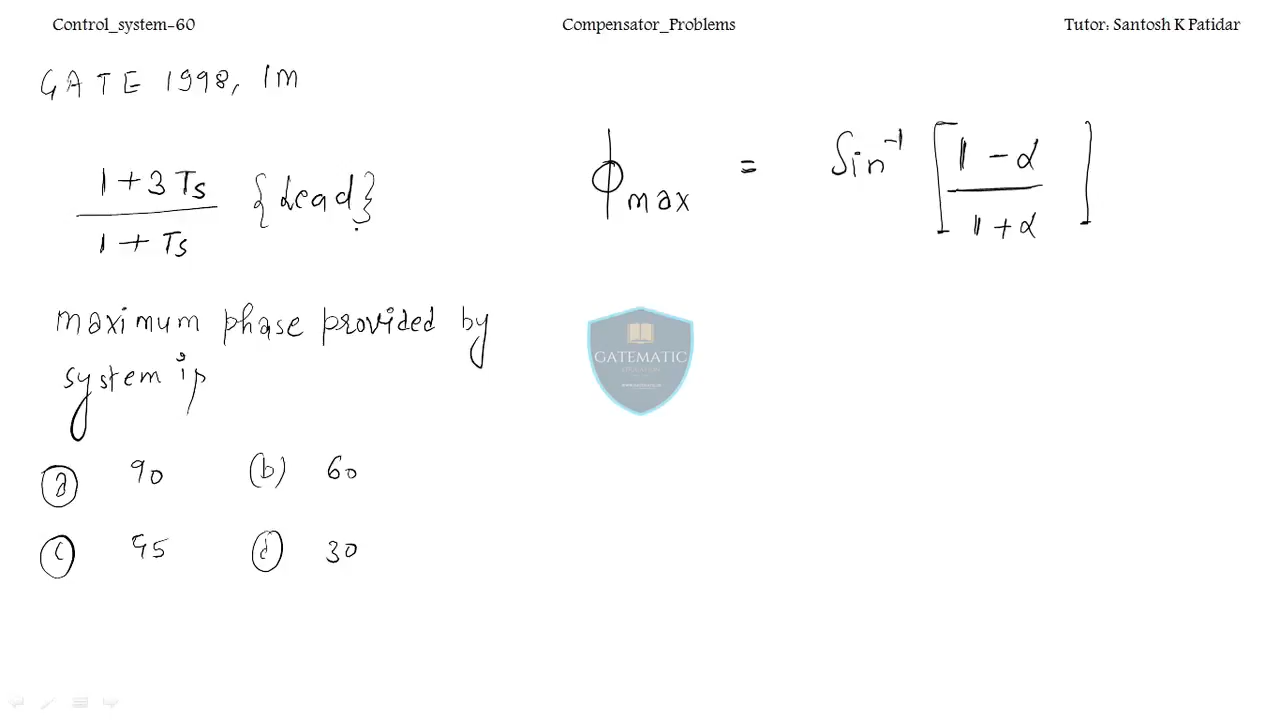 Control_system-60 Compensator_Problems Tutor: Santosh K Patidar
GATE 1998, 1M
1+3Ts
1+Ts
{Lead}
maximum phase provided by
system is
(a) 90 (b) 60
(c) 45 (d) 30
ϕmax = Sin⁻¹ [1-α
1+α]
GATEMATIC
EDUCATION